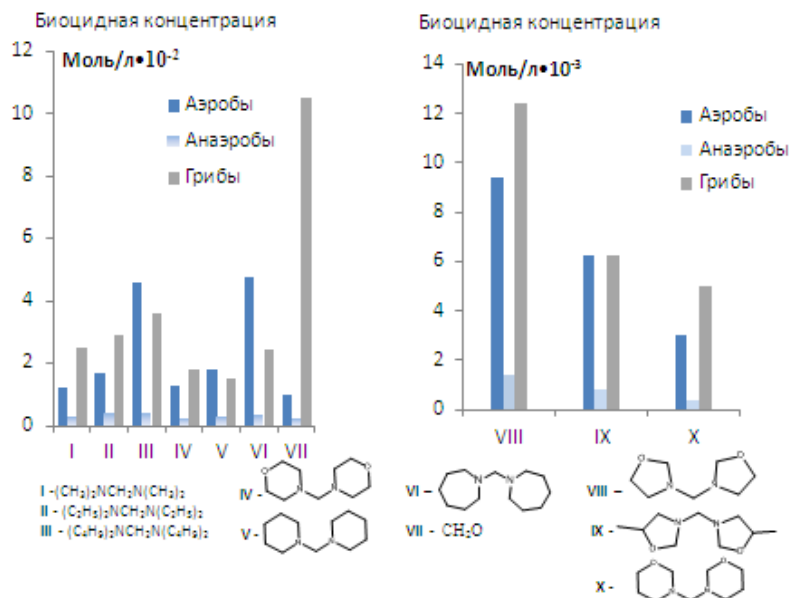 Биоцидная концентрация
12
Моль/л•10⁻²
10
8
6
4
2
0
Аэробы
Анаэробы
Грибы
I II III IV V VI VII
Биоцидная концентрация
14
Моль/л•10⁻³
12
10
8
6
4
2
0
Аэробы
Анаэробы
Грибы
VIII IX X
I -(CH₃)₂NCH₂N(CH₃)₂
II – (C₂H₅)₂NCH₂N(C₂H₅)₂
III – (C₄H₉)₂NCH₂N(C₄H₉)₂
IV- O N N O
V - N N
VI – N N
VII - CH₂O
VIII – O N N O
IX – O N N O
X - O N N O